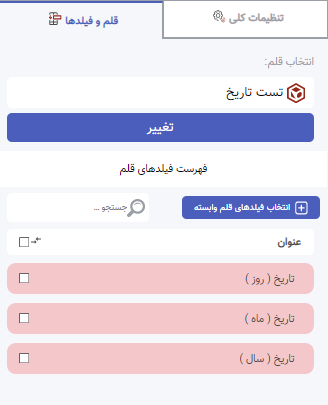 تنظیمات کلی
قلم و فیلدها
انتخاب قلم:
تست تاریخ
تغییر
فهرست فیلدهای قلم
انتخاب فیلدهای قلم وابسته
جستجو ...
عنوان
تاریخ ( روز )
تاریخ ( ماه )
تاریخ ( سال )